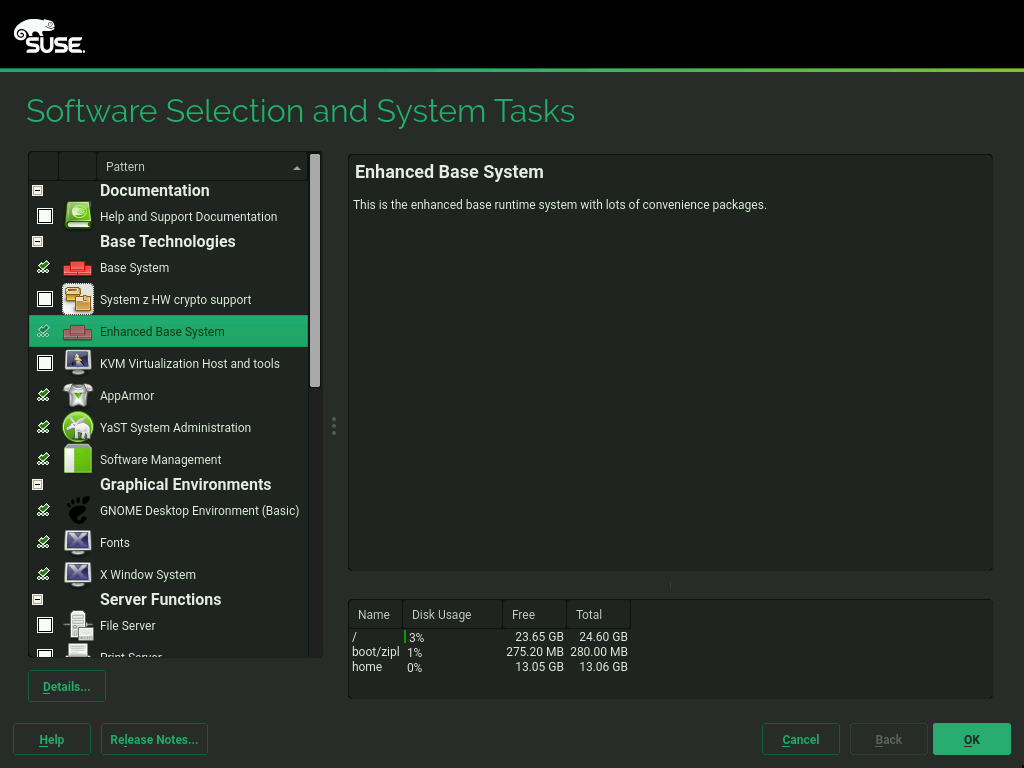 SUSE
Software Selection and System Tasks
Pattern
Documentation
Help and Support Documentation
Base Technologies
Base System
System z HW crypto support
Enhanced Base System
KVM Virtualization Host and tools
AppArmor
YaST System Administration
Software Management
Graphical Environments
GNOME Desktop Environment (Basic)
Fonts
X Window System
Server Functions
File Server
Print Server
Enhanced Base System
This is the enhanced base runtime system with lots of convenience packages.
Name Disk Usage Free Total
/ 3% 23.65 GB 24.60 GB
boot/zipl 1% 275.20 MB 280.00 MB
home 0% 13.05 GB 13.06 GB
Details...
Help Release Notes... Cancel Back OK